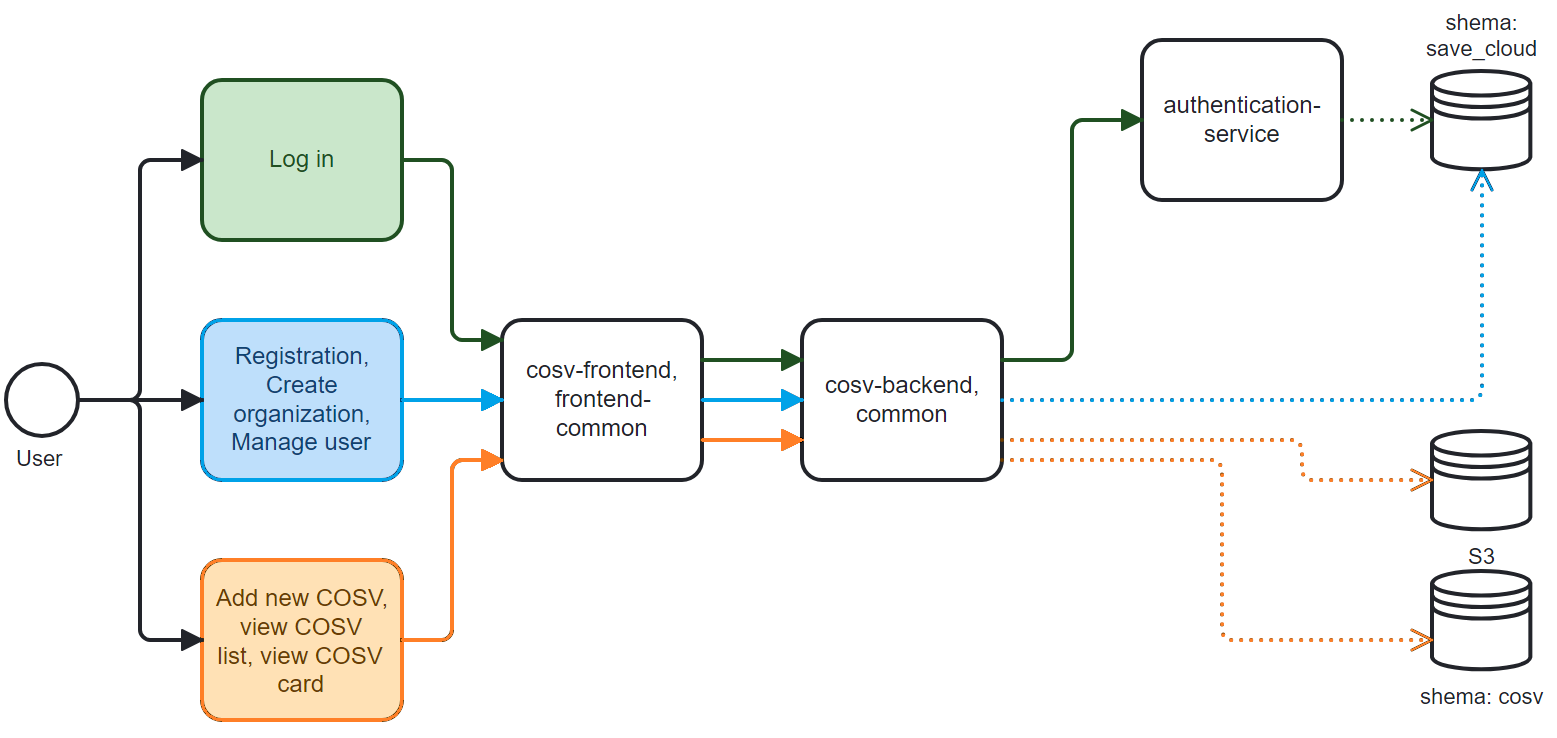 shema:
save_cloud
authentication-
service
Log in
Registration,
Create
organization,
Manage user
cosv-frontend,
frontend-
common
cosv-backend,
common
User
S3
Add new COSV,
view COSV
list, view COSV
card
shema: cosv